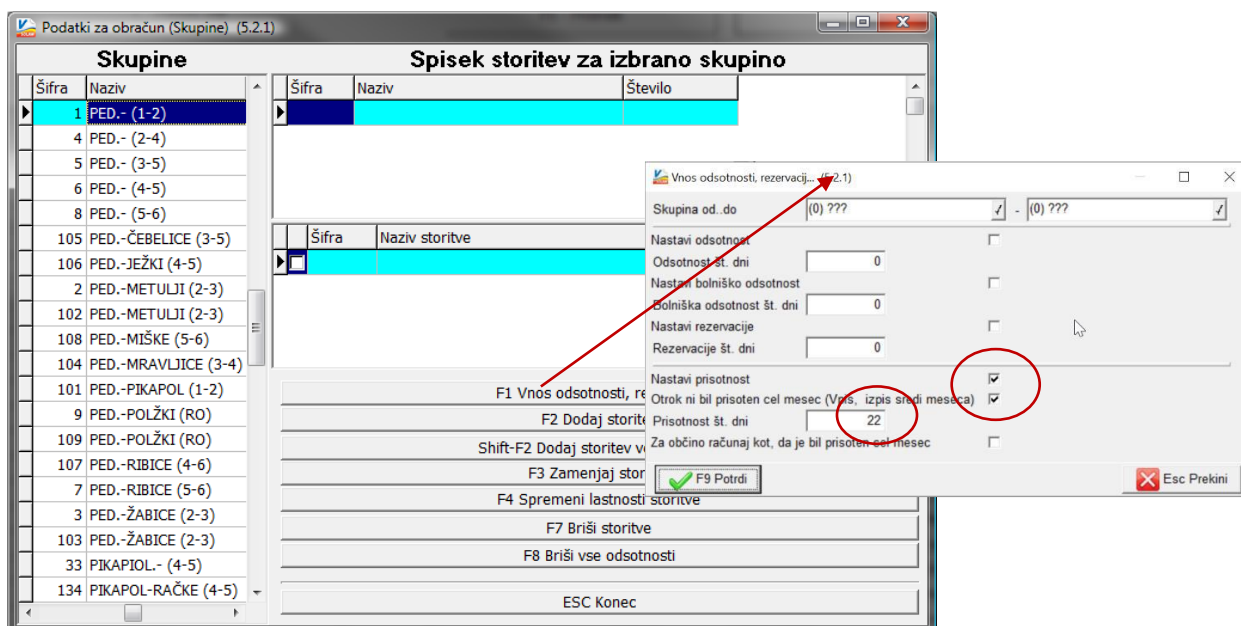 Podatki za obračun (Skupine) (5.2.1)
Skupine
Spisek storitev za izbrano skupino
Šifra Naziv
1 PED.- (1-2)
4 PED.- (2-4)
5 PED.- (3-5)
6 PED.- (4-5)
8 PED.- (5-6)
105 PED.-ČEBELICE (3-5)
106 PED.-JEŽKI (4-5)
2 PED.-METULJI (2-3)
102 PED.-METULJI (2-3)
108 PED.-MIŠKE (5-6)
104 PED.-MRAVLJICE (3-4)
101 PED.-PIKAPOL (1-2)
9 PED.-POLŽKI (RO)
109 PED.-POLŽKI (RO)
107 PED.-RIBICE (4-6)
7 PED.-RIBICE (5-6)
3 PED.-ŽABICE (2-3)
103 PED.-ŽABICE (2-3)
33 PIKAPIOL.- (4-5)
134 PIKAPOL-RAČKE (4-5)
Šifra Naziv Število
Šifra Naziv storitve
F1 Vnos odsotnosti, re
F2 Dodaj storit
Shift-F2 Dodaj storitev v
F3 Zamenjaj stor
F4 Spremeni lastnosti storitve
F7 Briši storitve
F8 Briši vse odsotnosti
ESC Konec
Vnos odsotnosti, rezervacij... (5.2.1)
Skupina od..do (0) ??? - (0) ???
Nastavi odsotnost
Odsotnost št. dni 0
Nastavi bolniško odsotnost
Bolniška odsotnost št. dni 0
Nastavi rezervacije
Rezervacije št. dni 0
Nastavi prisotnost
Otrok ni bil prisoten cel mesec (Vpis, izpis sredi meseca)
Prisotnost št. dni 22
Za občino računaj kot, da je bil prisoten cel mesec
F9 Potrdi
Esc Prekini